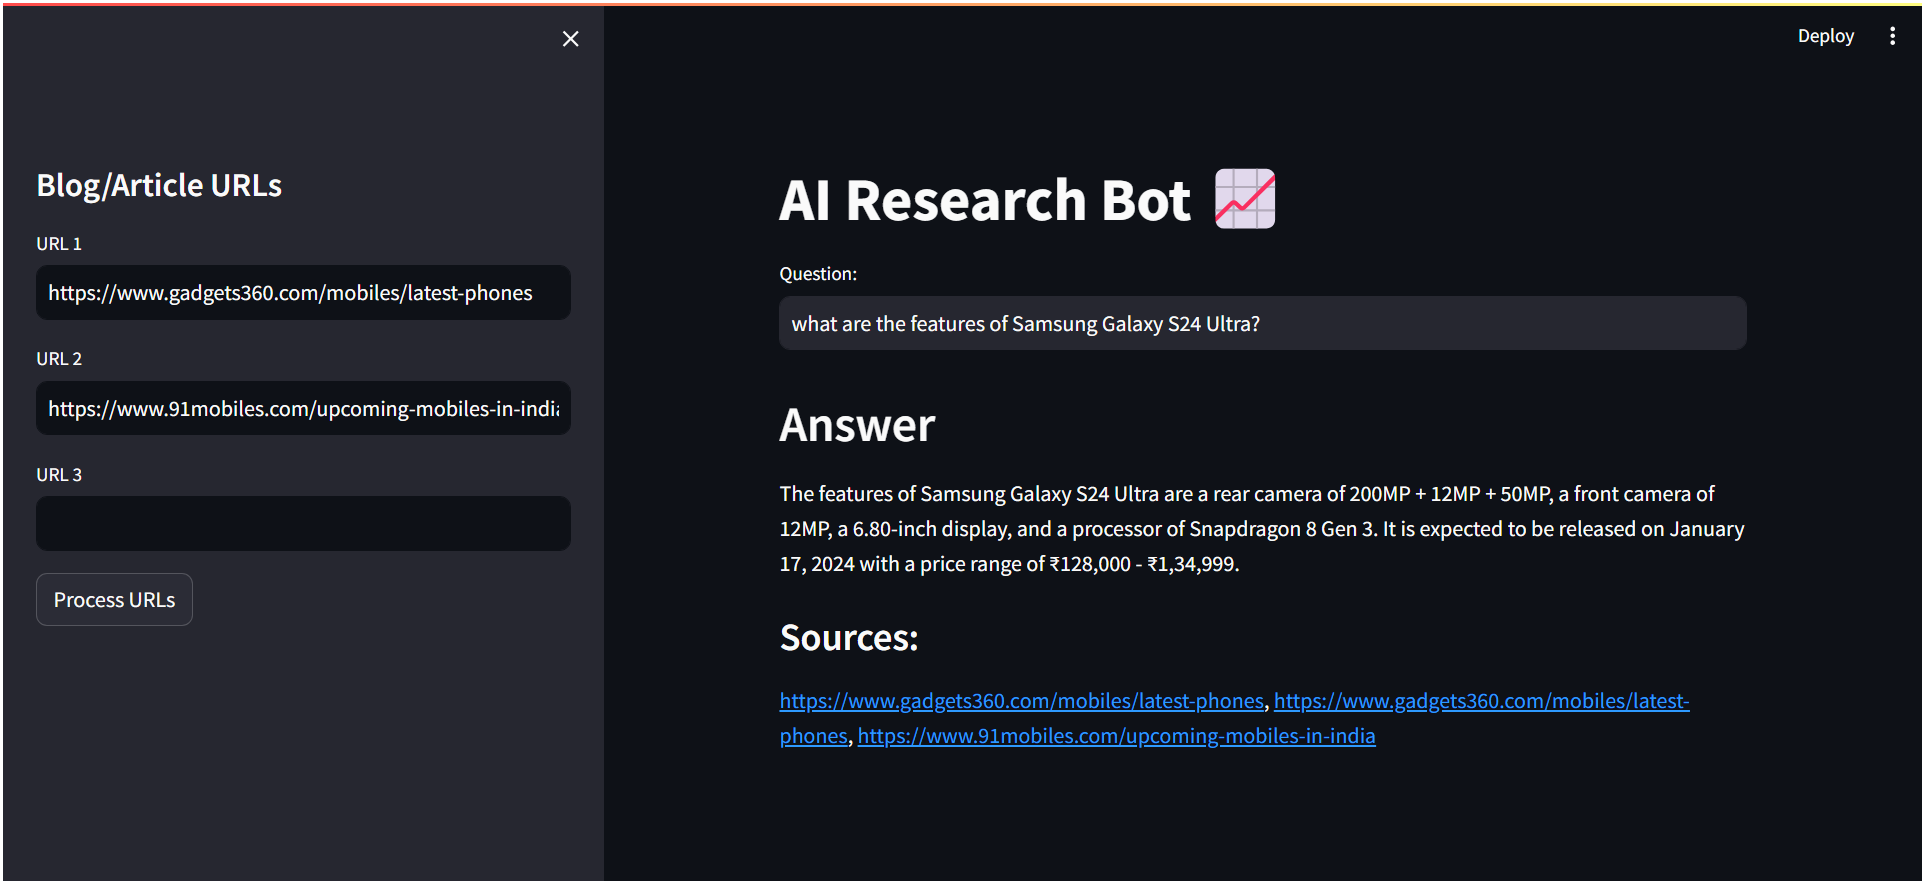 Deploy
Blog/Article URLs
URL 1
https://www.gadgets360.com/mobiles/latest-phones
URL 2
https://www.91mobiles.com/upcoming-mobiles-in-indi
URL 3
Process URLs
AI Research Bot
Question:
what are the features of Samsung Galaxy S24 Ultra?
Answer
The features of Samsung Galaxy S24 Ultra are a rear camera of 200MP + 12MP + 50MP, a front camera of
12MP, a 6.80-inch display, and a processor of Snapdragon 8 Gen 3. It is expected to be released on January
17, 2024 with a price range of ₹128,000 - ₹1,34,999.
Sources:
https://www.gadgets360.com/mobiles/latest-phones, https://www.gadgets360.com/mobiles/latest-
phones, https://www.91mobiles.com/upcoming-mobiles-in-india